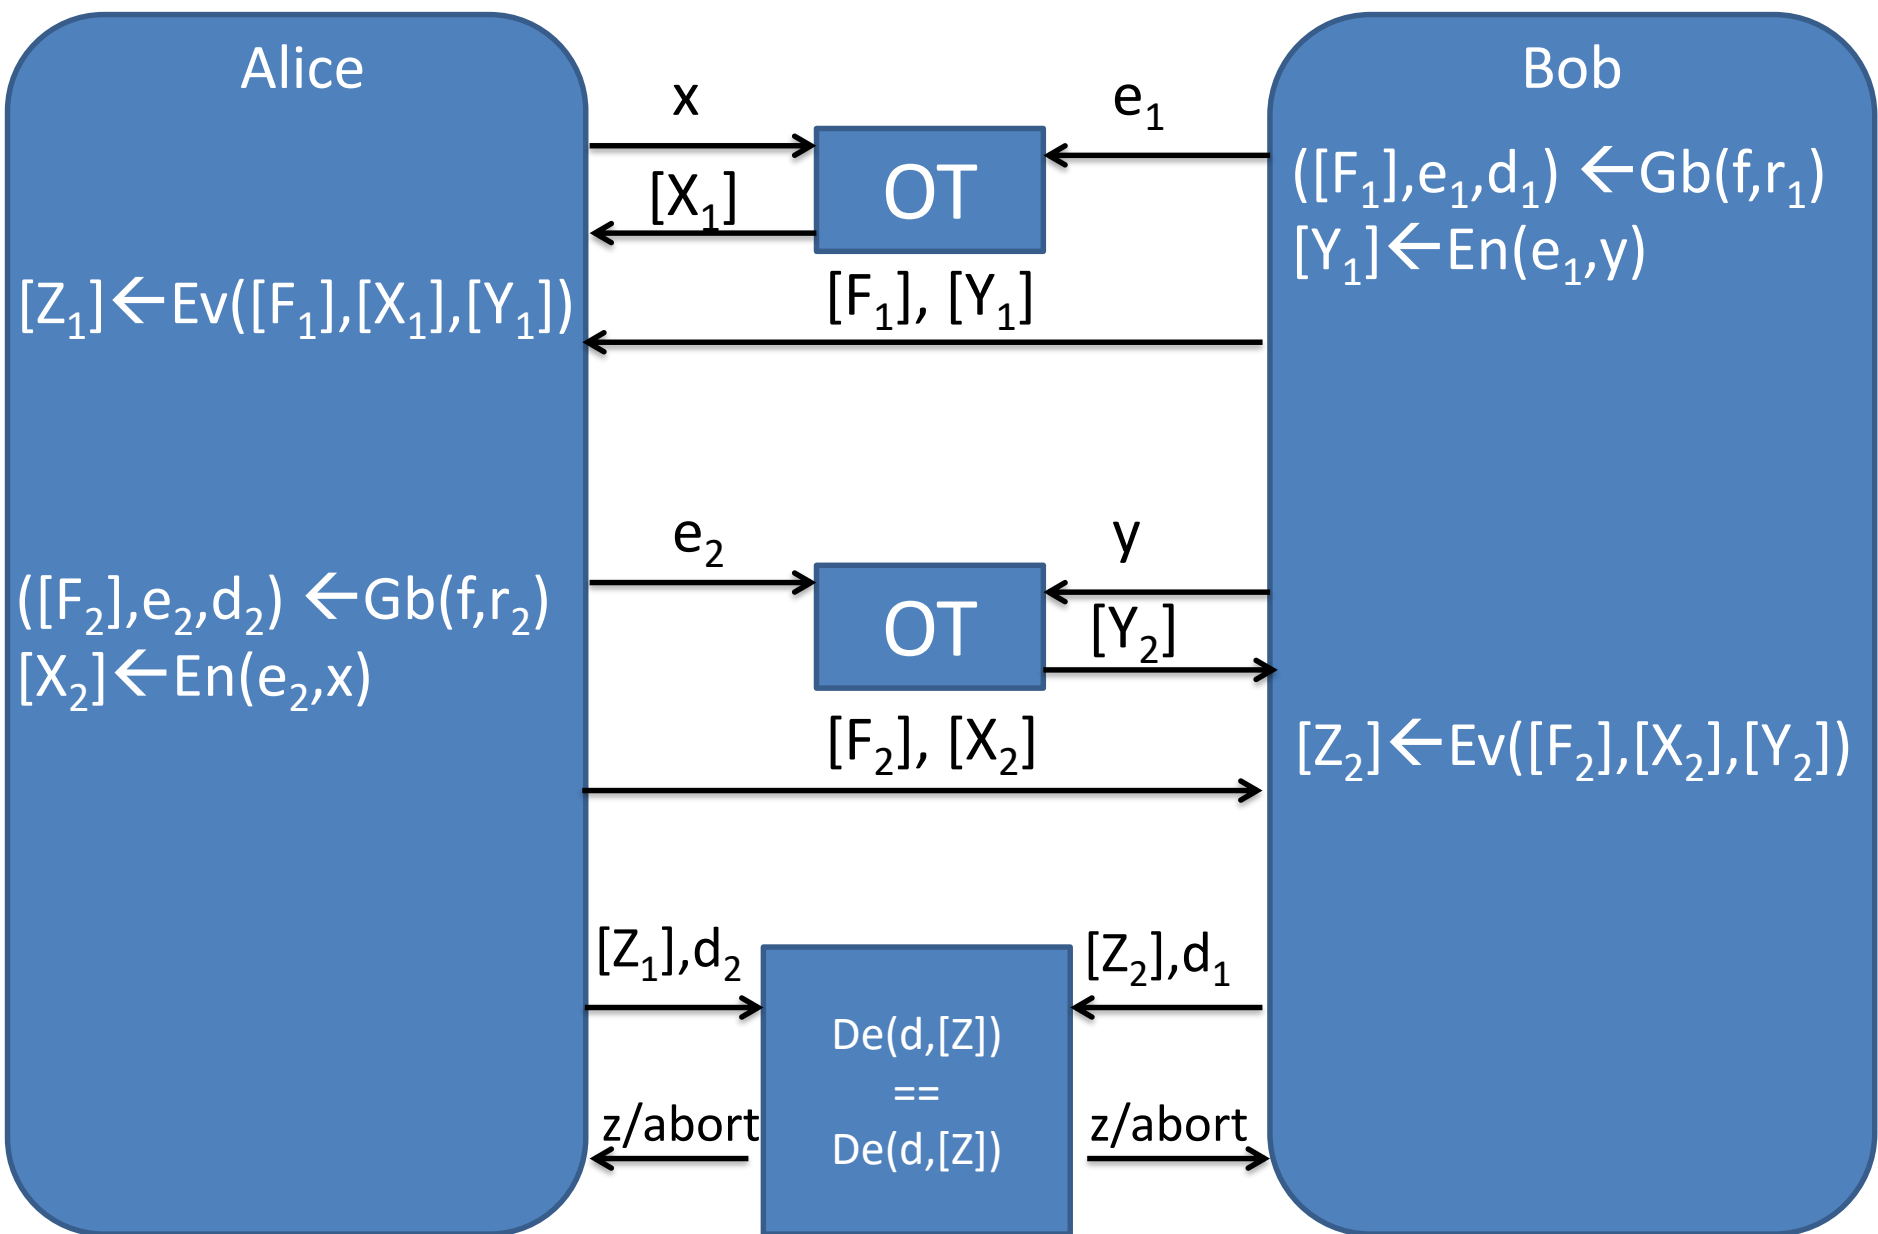 Alice
Bob
x
e₁
OT
([F₁],e₁,d₁) ←Gb(f,r₁)
[X₁]
[Y₁]←En(e₁,y)
[Z₁]←Ev([F₁],[X₁],[Y₁])
[F₁], [Y₁]
e₂
y
([F₂],e₂,d₂) ←Gb(f,r₂)
OT
[Y₂]
[X₂]←En(e₂,x)
[F₂], [X₂]
[Z₂]←Ev([F₂],[X₂],[Y₂])
[Z₁],d₂
[Z₂],d₁
De(d,[Z])
==
De(d,[Z])
z/abort
z/abort